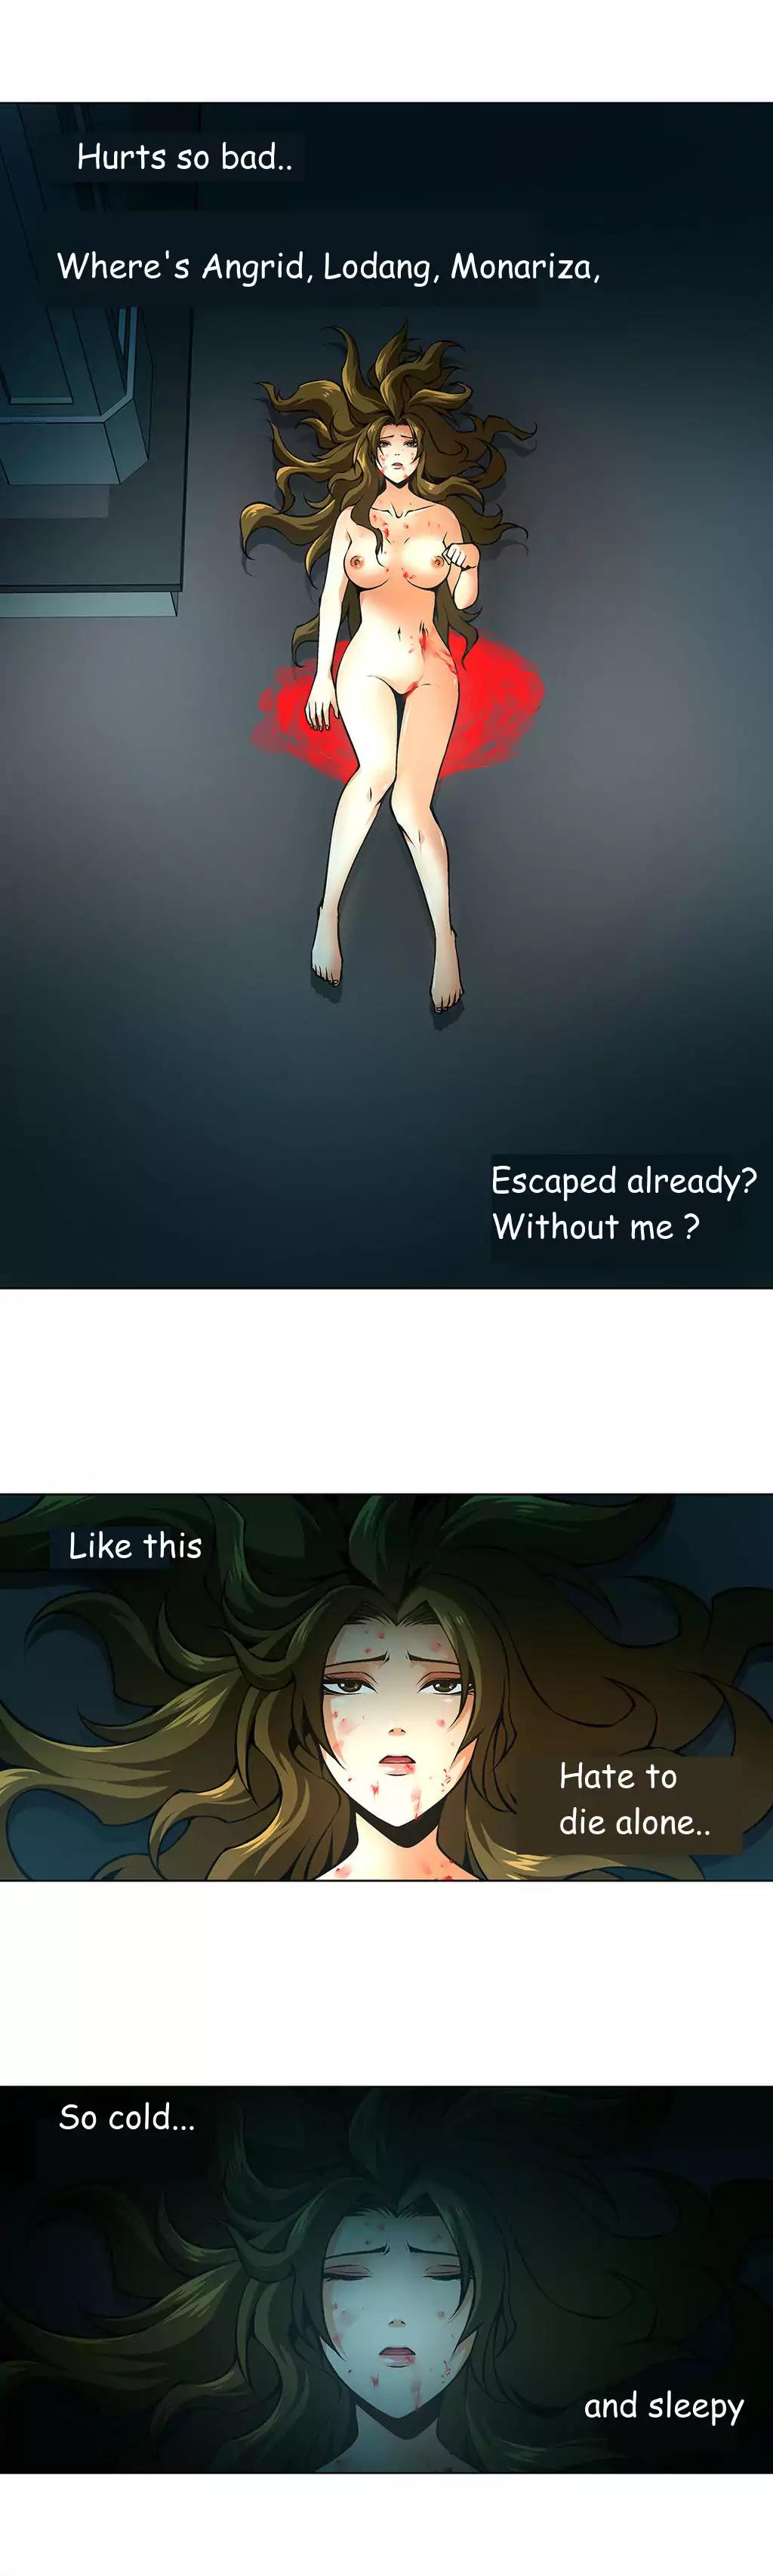 Hurts so bad..
Where's Angrid, Lodang, Monariza,
Escaped already?
Without me ?
Like this
Hate to
die alone..
So cold...
and sleepy